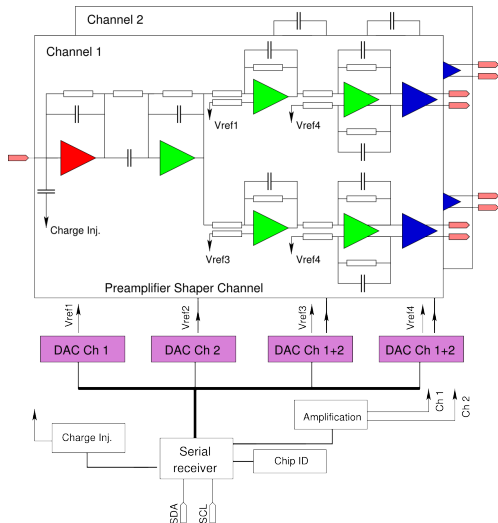 Channel 2
Channel 1
Vref1
Vref4
Charge Inj.
Vref3
Vref4
Preamplifier Shaper Channel
Vref1
Vref2
Vref3
Vref4
DAC Ch 1
DAC Ch 2
DAC Ch 1+2
DAC Ch 1+2
Ch 1
Ch 2
Amplification
Charge Inj.
Serial
receiver
Chip ID
SDA
SCL